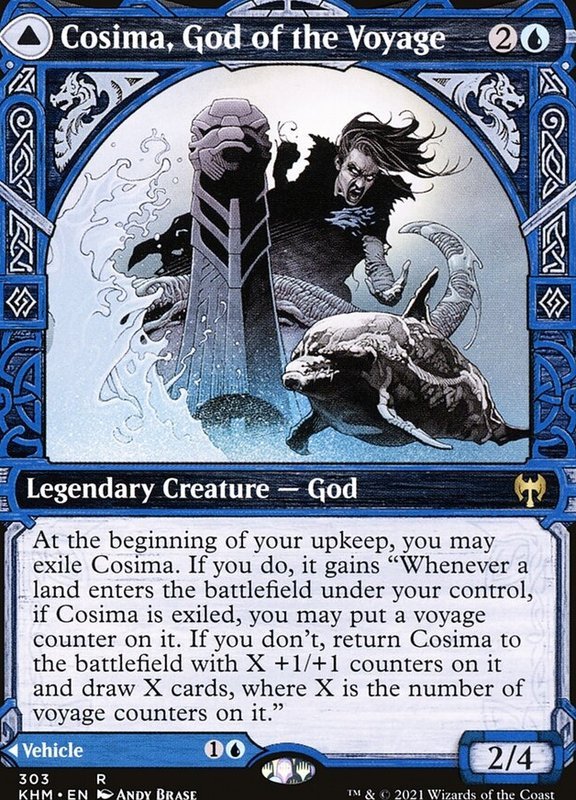 Cosima, God of the Voyage 2
Legendary Creature — God
At the beginning of your upkeep, you may
exile Cosima. If you do, it gains “Whenever a
land enters the battlefield under your control,
if Cosima is exiled, you may put a voyage
counter on it. If you don’t, return Cosima to
the battlefield with X +1/+1 counters on it
and draw X cards, where X is the number of
voyage counters on it.”
Vehicle 1
2/4
303 R
KHM • EN Andy Brase
™ & © 2021 Wizards of the Coast